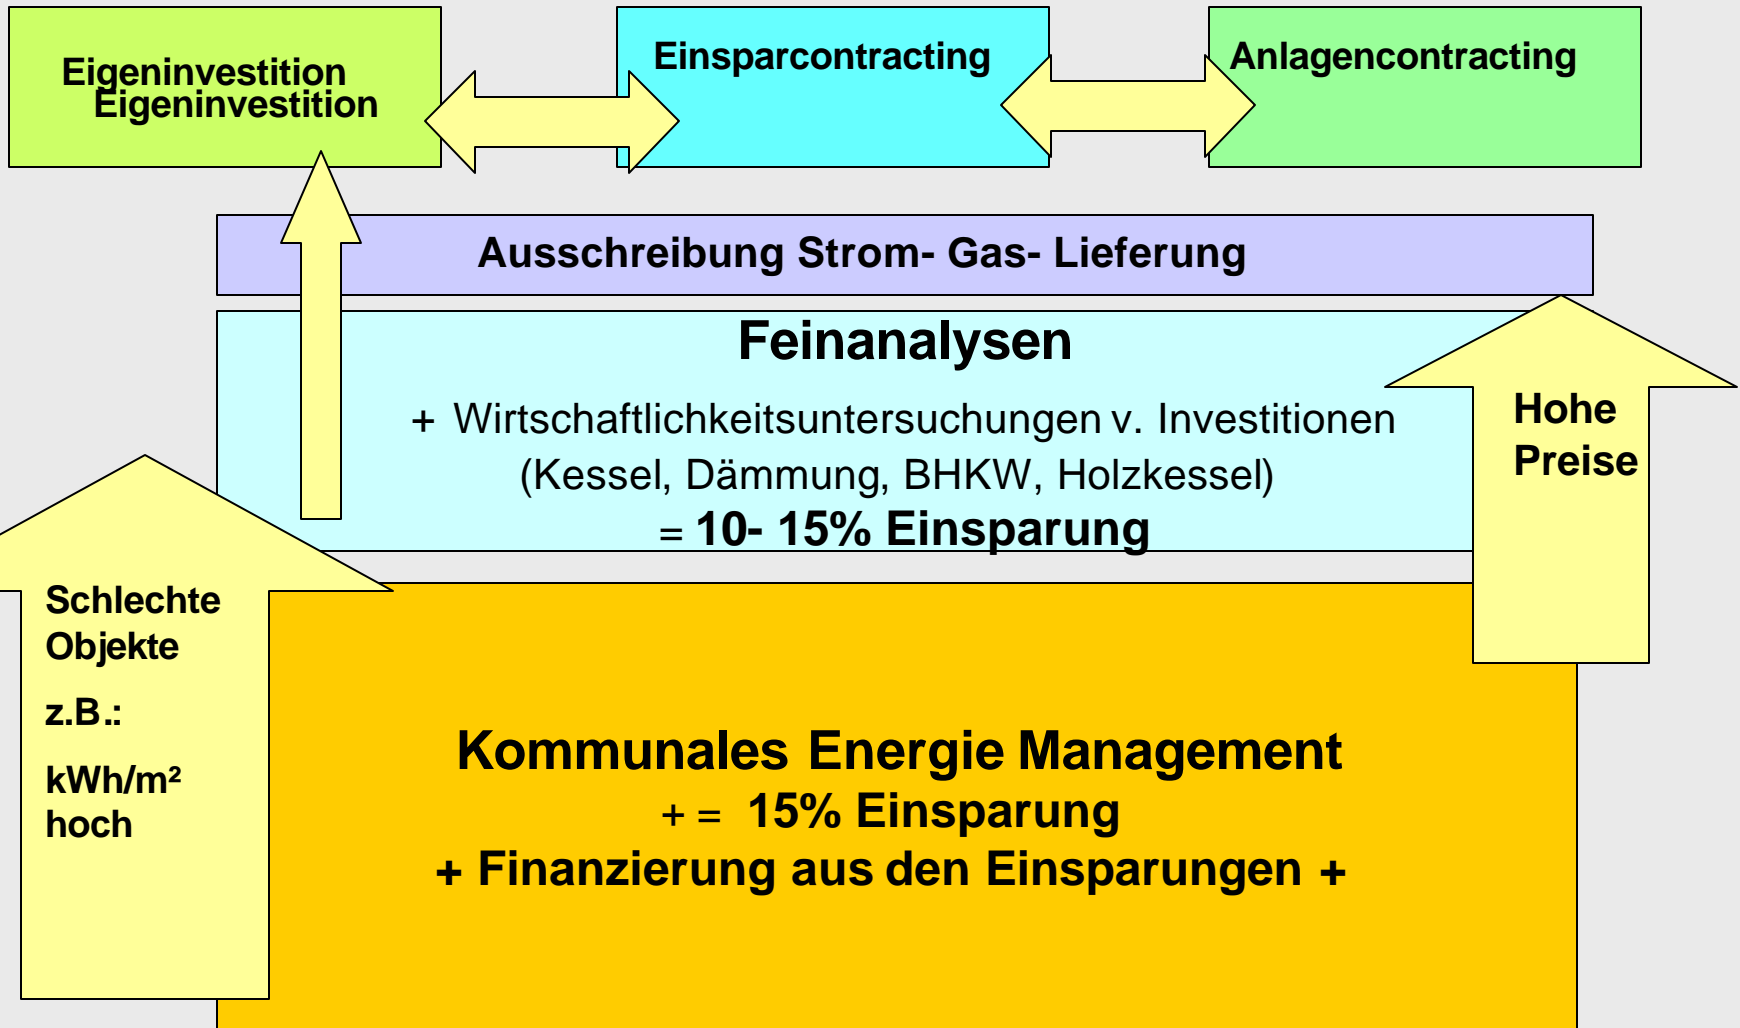 Eigeninvestition
Eigeninvestition
Einsparcontracting
Anlagencontracting
Ausschreibung Strom- Gas- Lieferung
Feinanalysen
+ Wirtschaftlichkeitsuntersuchungen v. Investitionen
(Kessel, Dämmung, BHKW, Holzkessel)
= 10- 15% Einsparung
Hohe
Preise
Schlechte
Objekte
z.B.:
kWh/m²
hoch
Kommunales Energie Management
+ = 15% Einsparung
+ Finanzierung aus den Einsparungen +